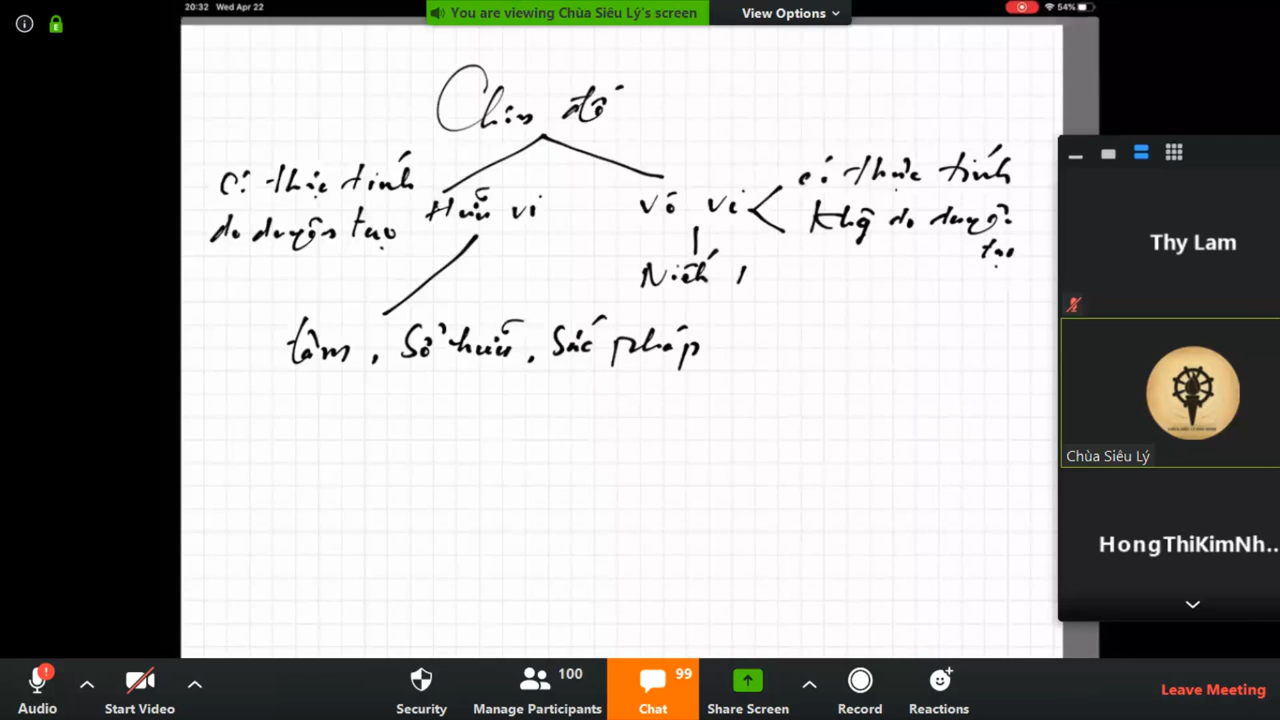 20:32 Wed Apr 22
54%
You are viewing Chùa Siêu Lý's screen
View Options
Chơn đế
Có thực tính
do duyên tạo
Hữu vi
Vô vi
có thực tính
không do duyên
tạo
Niết
tâm, Sở hữu, Sắc pháp
Thy Lam
Chùa Siêu Lý
HongThiKimNh...
Audio
Start Video
Security
Manage Participants
100
Chat
99
Share Screen
Record
Reactions
Leave Meeting